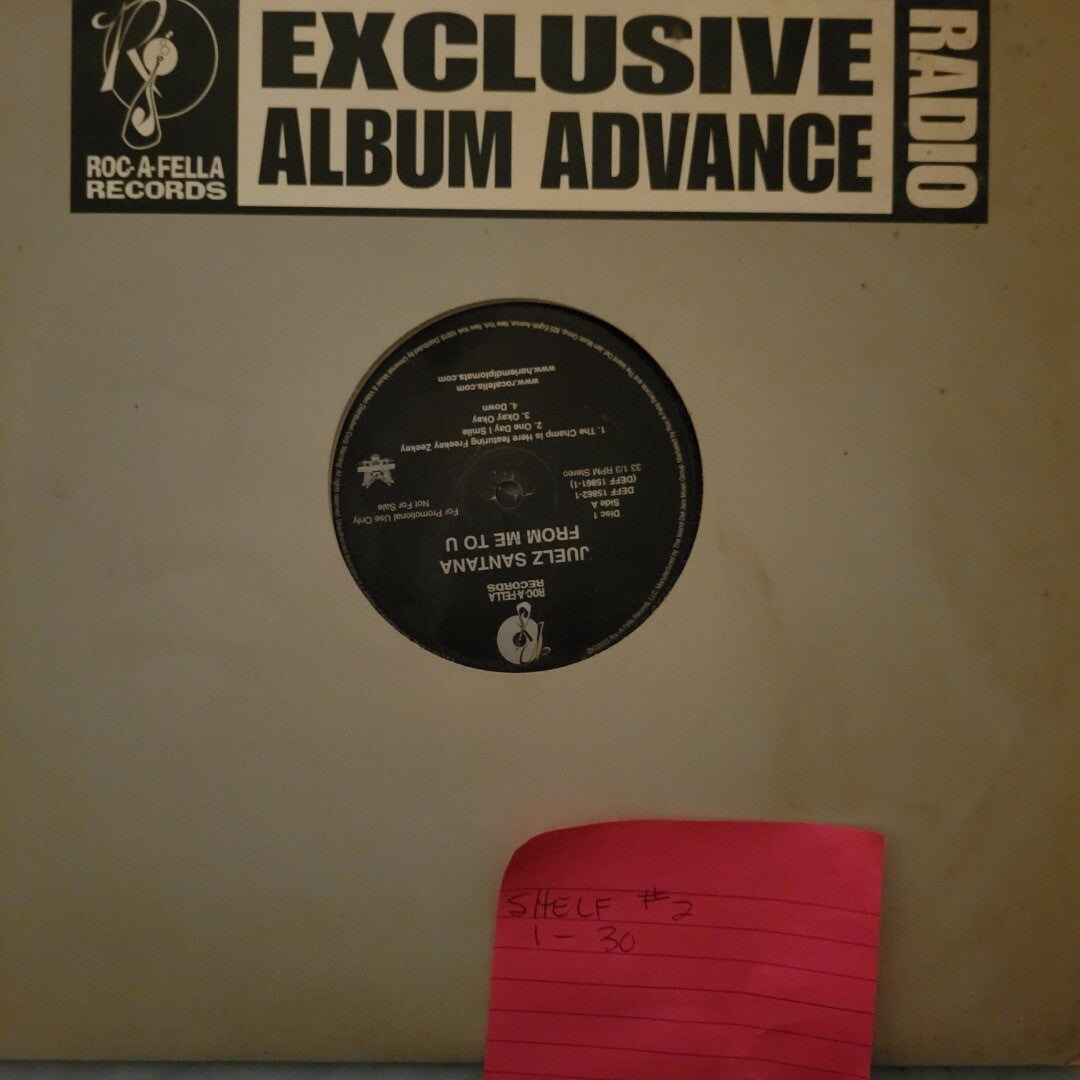 EXCLUSIVE
ALBUM ADVANCE
RADIO
ROC-A-FELLA
RECORDS
ROC-A-FELLA
RECORDS
JUELZ SANTANA
FROM ME TO U
Disc 1
Side A
DEFF 15862-1
(DEFF 15861-1)
33 1/3 RPM Stereo
For Promotional Use Only
Not For Sale
1. The Champ Is Here featuring Freekey Zeekey
2. One Day I Smile
3. Okay Okay
4. Down
www.rocafella.com
www.harlemdiplomats.com
SHELF #2
1 - 30